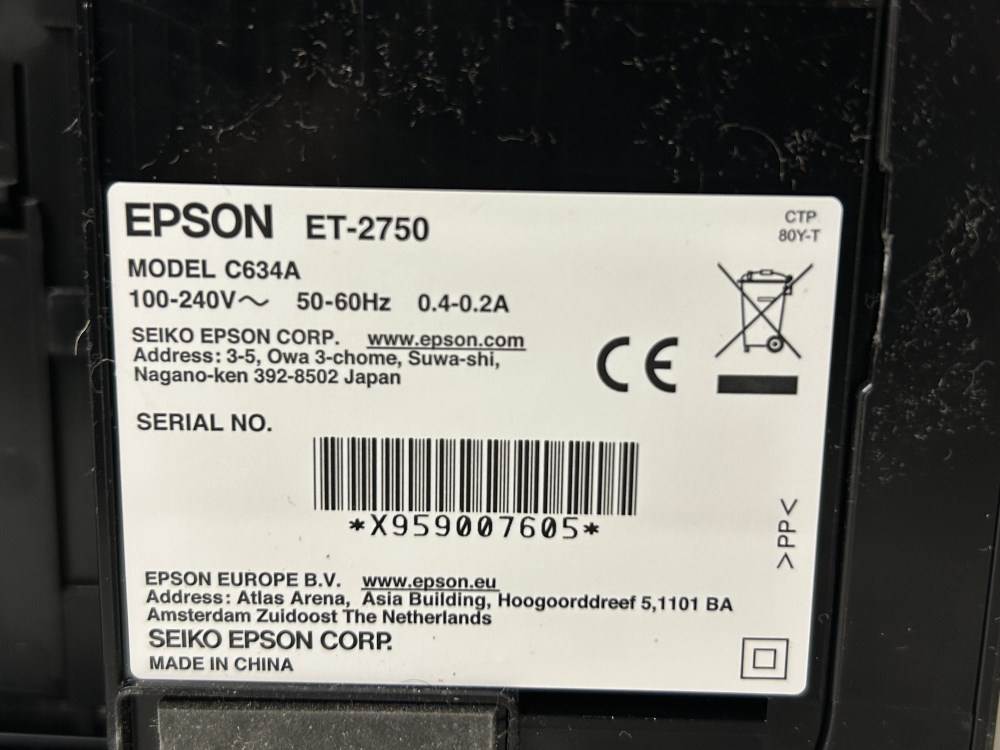 EPSON ET-2750
CTP
80Y-T
MODEL C634A
100-240V～ 50-60Hz 0.4-0.2A
SEIKO EPSON CORP. www.epson.com
Address: 3-5, Owa 3-chome, Suwa-shi,
Nagano-ken 392-8502 Japan
CE
SERIAL NO.
*X959007605*
>PP<
EPSON EUROPE B.V. www.epson.eu
Address: Atlas Arena, Asia Building, Hoogoorddreef 5,1101 BA
Amsterdam Zuidoost The Netherlands
SEIKO EPSON CORP.
MADE IN CHINA